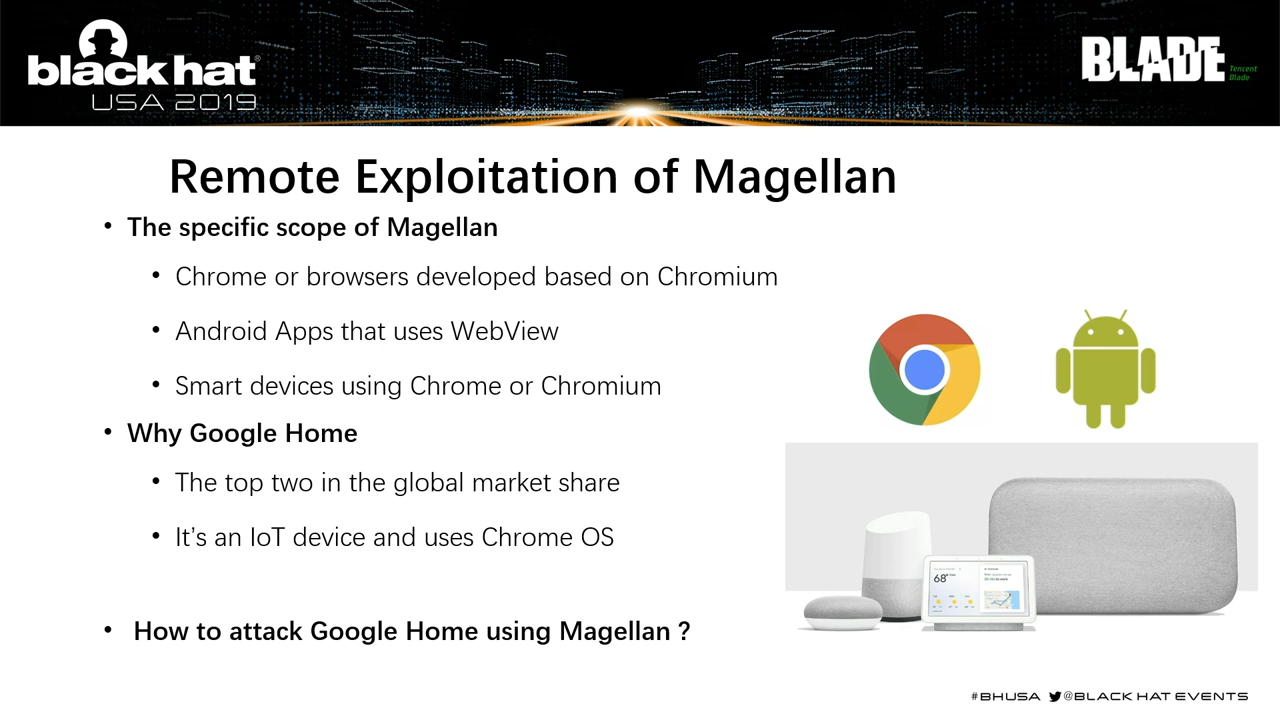 black hat®
USA 2019
BLADE
Tencent
Blade
Remote Exploitation of Magellan
• The specific scope of Magellan
• Chrome or browsers developed based on Chromium
• Android Apps that uses WebView
• Smart devices using Chrome or Chromium
• Why Google Home
• The top two in the global market share
• It’s an IoT device and uses Chrome OS
68°
• How to attack Google Home using Magellan ?
#BHUSA @BLACK HAT EVENTS